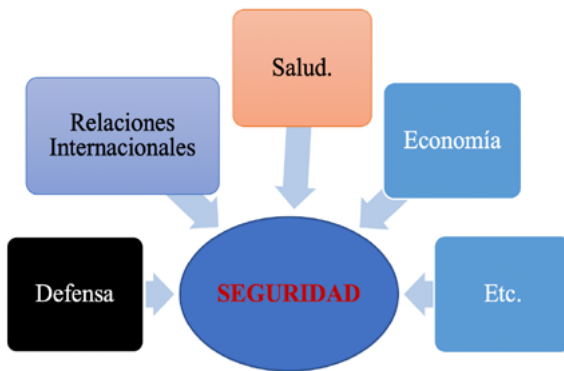 Salud.
Relaciones
Internacionales
Economía
Defensa
SEGURIDAD
Etc.